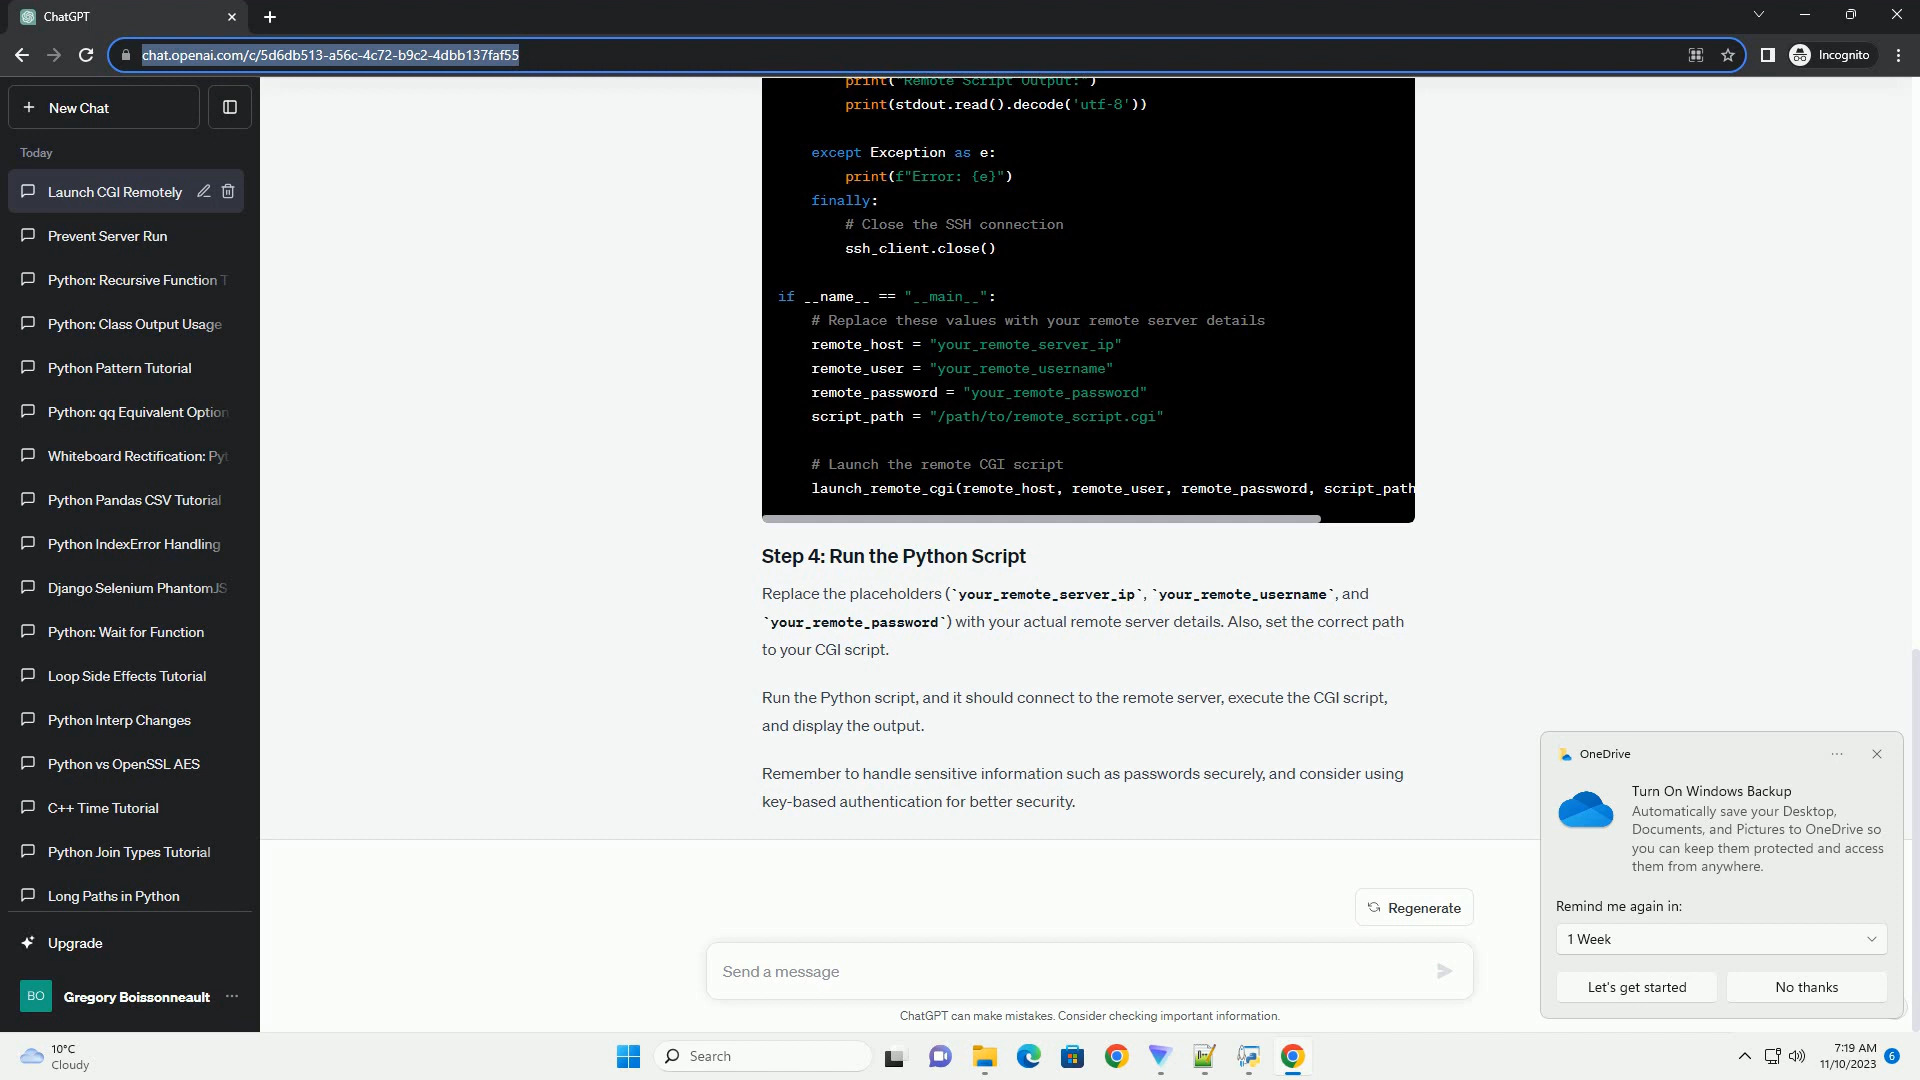 ChatGPT
chat.openai.com/c/5d6db513-a56c-4c72-b9c2-4dbb137faf55
Incognito
New Chat
Today
Launch CGI Remotely
Prevent Server Run
Python: Recursive Function T
Python: Class Output Usage
Python Pattern Tutorial
Python: qq Equivalent Option
Whiteboard Rectification: Pyt
Python Pandas CSV Tutorial
Python IndexError Handling
Django Selenium PhantomJS
Python: Wait for Function
Loop Side Effects Tutorial
Python Interp Changes
Python vs OpenSSL AES
C++ Time Tutorial
Python Join Types Tutorial
Long Paths in Python
Upgrade
BO Gregory Boissonneault
print("Remote Script Output:")
print(stdout.read().decode('utf-8'))
except Exception as e:
print(f"Error: {e}")
finally:
# Close the SSH connection
ssh_client.close()
if __name__ == "__main__":
# Replace these values with your remote server details
remote_host = "your_remote_server_ip"
remote_user = "your_remote_username"
remote_password = "your_remote_password"
script_path = "/path/to/remote_script.cgi"
# Launch the remote CGI script
launch_remote_cgi(remote_host, remote_user, remote_password, script_path
Step 4: Run the Python Script
Replace the placeholders (`your_remote_server_ip`, `your_remote_username`, and
`your_remote_password`) with your actual remote server details. Also, set the correct path
to your CGI script.
Run the Python script, and it should connect to the remote server, execute the CGI script,
and display the output.
Remember to handle sensitive information such as passwords securely, and consider using
key-based authentication for better security.
Regenerate
Send a message
ChatGPT can make mistakes. Consider checking important information.
OneDrive
Turn On Windows Backup
Automatically save your Desktop,
Documents, and Pictures to OneDrive so
you can keep them protected and access
them from anywhere.
Remind me again in:
1 Week
Let's get started
No thanks
10°C
Cloudy
Search
7:19 AM
11/10/2023
6